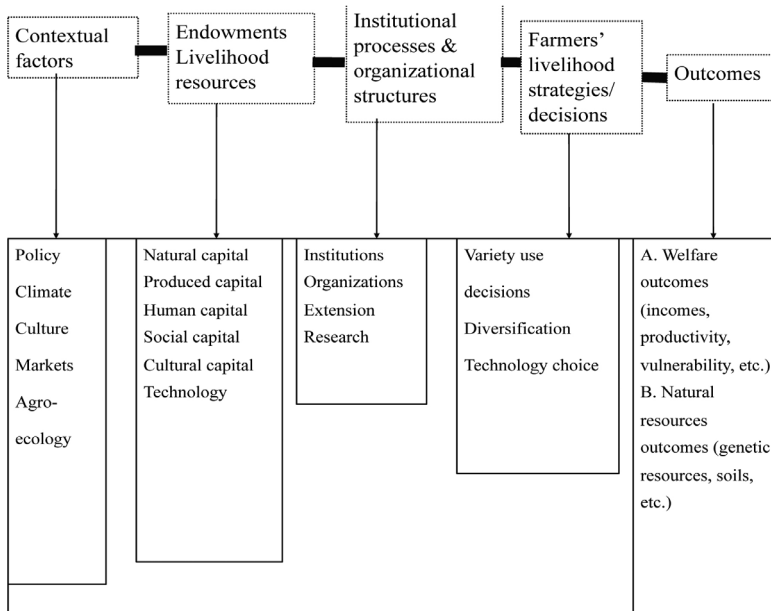 Contextual
factors
Endowments
Livelihood
resources
Institutional
processes &
organizational
structures
Farmers’
livelihood
strategies/
decisions
Outcomes
Policy
Climate
Culture
Markets
Agro-
ecology
Natural capital
Produced capital
Human capital
Social capital
Cultural capital
Technology
Institutions
Organizations
Extension
Research
Variety use
decisions
Diversification
Technology choice
A. Welfare
outcomes
(incomes,
productivity,
vulnerability, etc.)
B. Natural
resources
outcomes (genetic
resources, soils,
etc.)